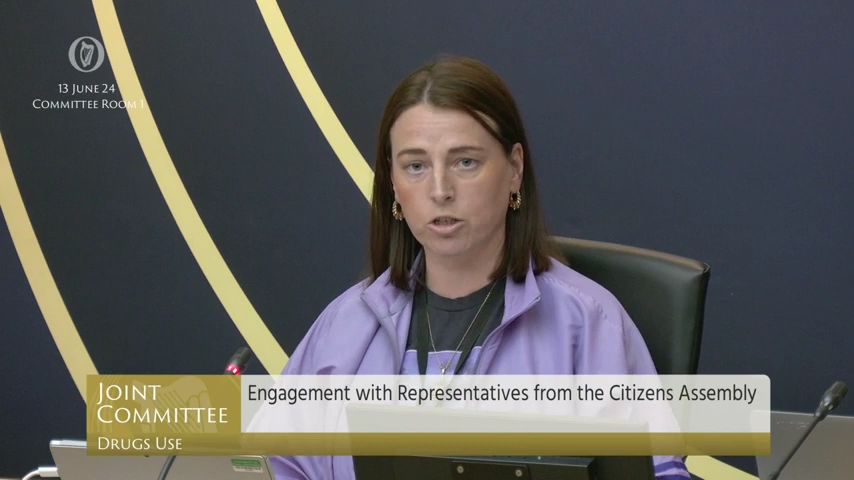 13 June 24
Committee Room 1
Joint
Committee
Drugs Use
Engagement with Representatives from the Citizens Assembly